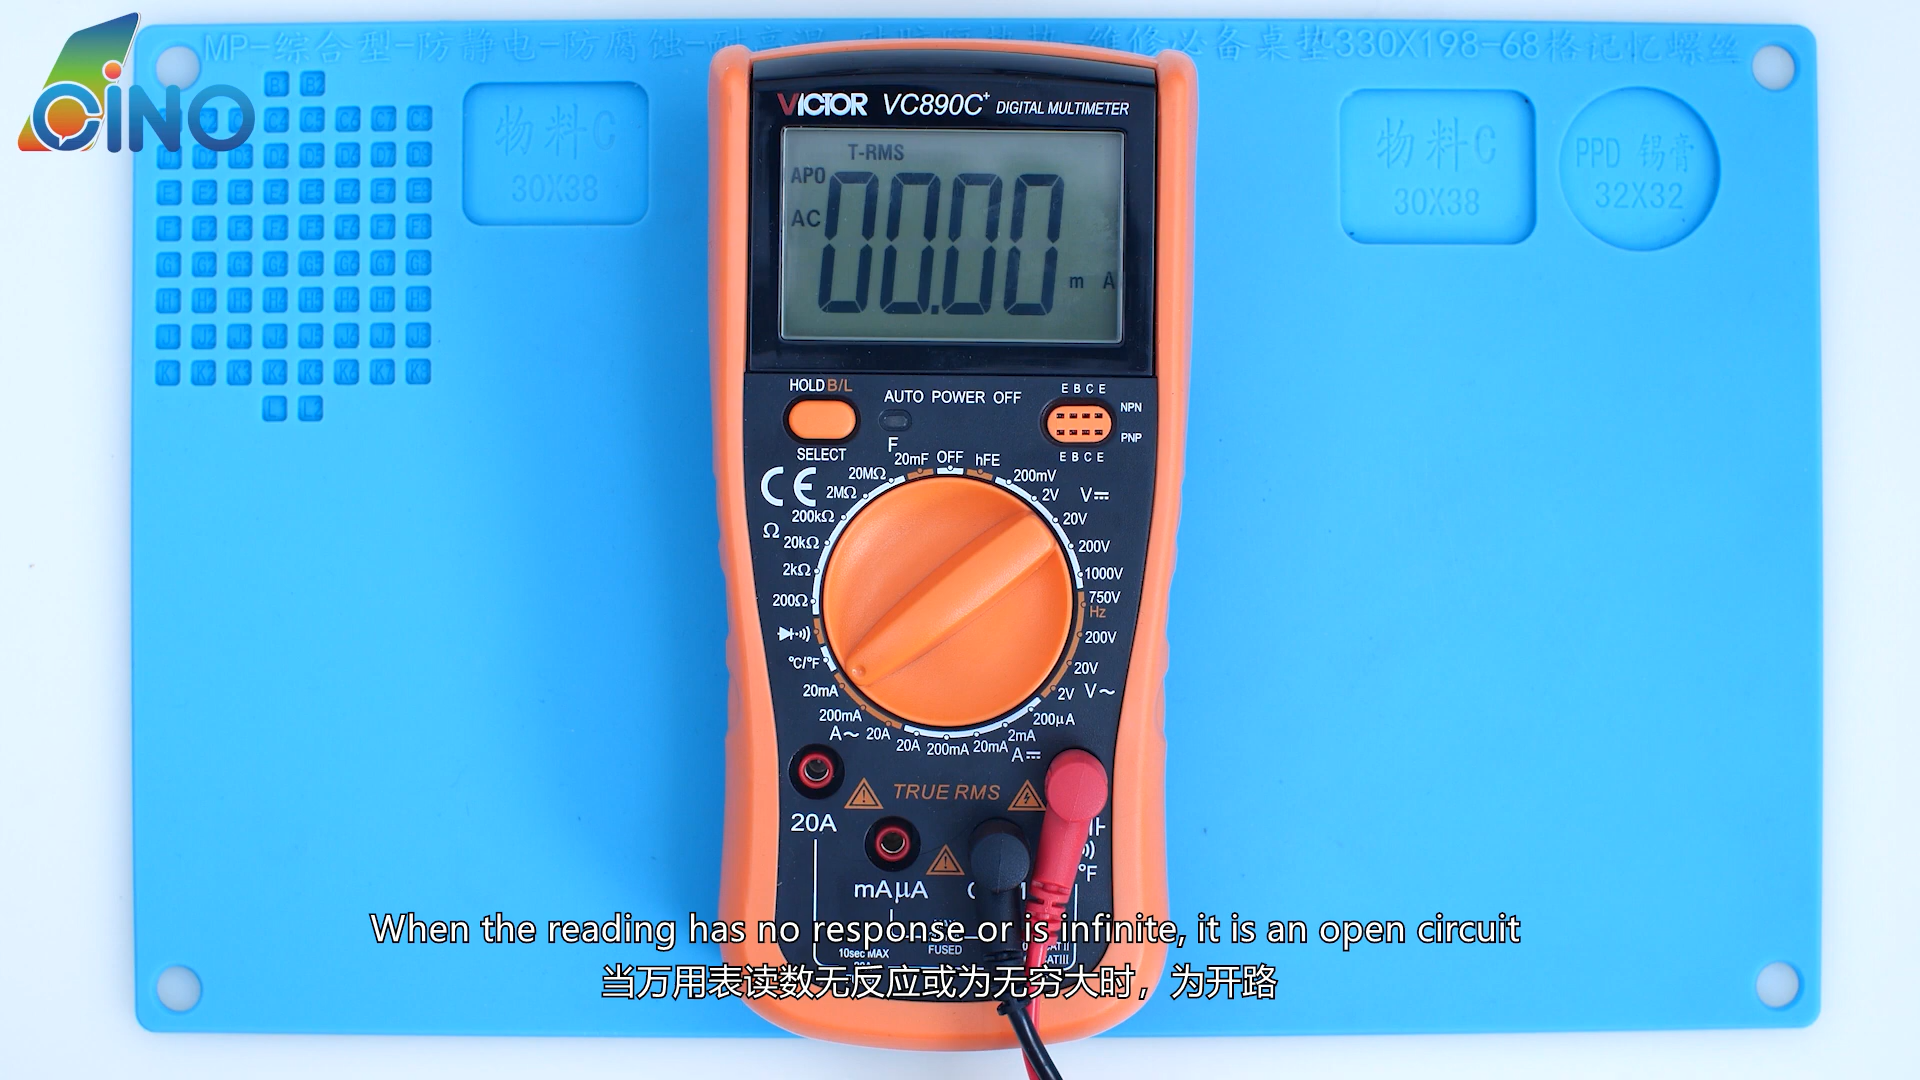 OiNO
MP-综合型-防静电-防腐蚀-耐高温
维修必备桌垫330X198-68格记忆螺丝
物料C
30X38
物料C
30X38
PPD 锡膏
32X32
VICTOR VC890C+ DIGITAL MULTIMETER
T-RMS
APO
AC
00.00
m A
HOLD B/L
AUTO POWER OFF
SELECT
E B C E
NPN
PNP
E B C E
CE
F
20mF
OFF
hFE
200mV
2V
V⎓
20V
200V
1000V
750V
Hz
200V
20V
2V
V~
200μA
2mA
A⎓
20mA
200mA
20A
20A
A~
200mA
20mA
°C/°F
200Ω
2kΩ
20kΩ
Ω
200kΩ
2MΩ
20MΩ
TRUE RMS
20A
mAμA
°F
10sec MAX
FUSED
When the reading has no response or is infinite, it is an open circuit
当万用表读数无反应或为无穷大时，为开路